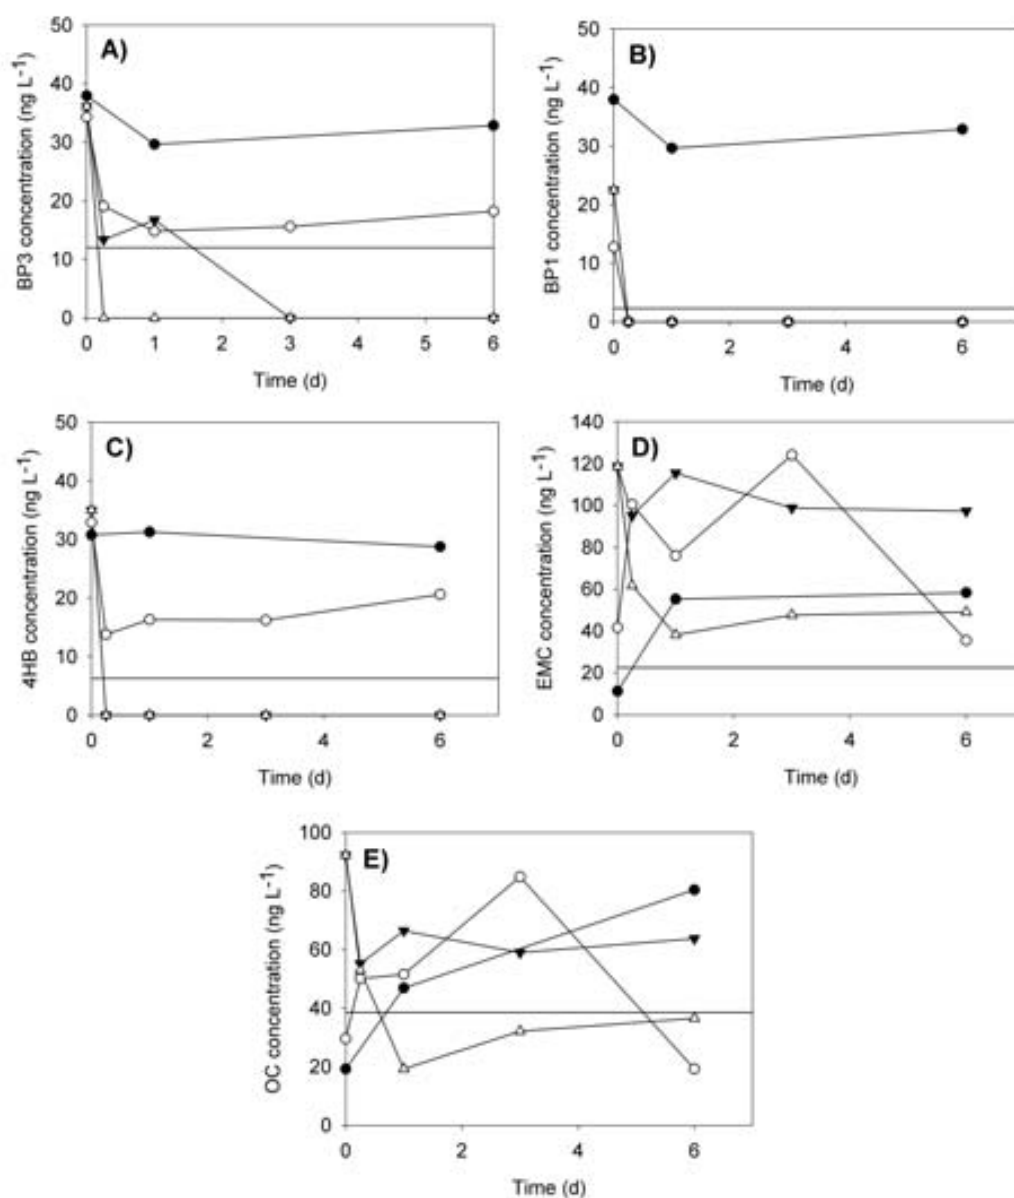 A)
BP3 concentration (ng L-1)
50
40
30
20
10
0
0 1 3 5 6
Time (d)
B)
BP1 concentration (ng L-1)
50
40
30
20
10
0
0 2 4 6
Time (d)
C)
4HB concentration (ng L-1)
50
40
30
20
10
0
0 2 4 6
Time (d)
D)
EMC concentration (ng L-1)
140
120
100
80
60
40
20
0
0 2 4 6
Time (d)
E)
OC concentration (ng L-1)
100
80
60
40
20
0
0 2 4 6
Time (d)